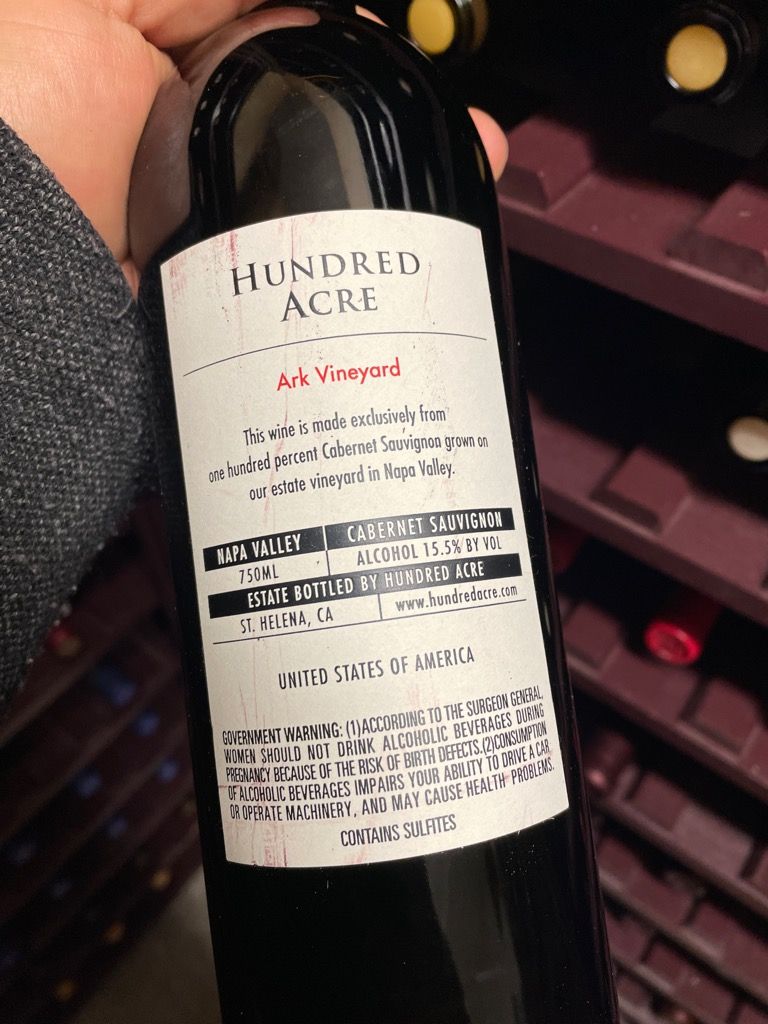 HUNDRED
ACRE
Ark Vineyard
This wine is made exclusively from
one hundred percent Cabernet Sauvignon grown on
our estate vineyard in Napa Valley.
NAPA VALLEY CABERNET SAUVIGNON
750ML ALCOHOL 15.5% BY VOL
ESTATE BOTTLED BY HUNDRED ACRE
ST. HELENA, CA www.hundredacre.com
UNITED STATES OF AMERICA
GOVERNMENT WARNING: (1)ACCORDING TO THE SURGEON GENERAL,
WOMEN SHOULD NOT DRINK ALCOHOLIC BEVERAGES DURING
PREGNANCY BECAUSE OF THE RISK OF BIRTH DEFECTS.(2)CONSUMPTION
OF ALCOHOLIC BEVERAGES IMPAIRS YOUR ABILITY TO DRIVE A CAR
OR OPERATE MACHINERY, AND MAY CAUSE HEALTH PROBLEMS.
CONTAINS SULFITES